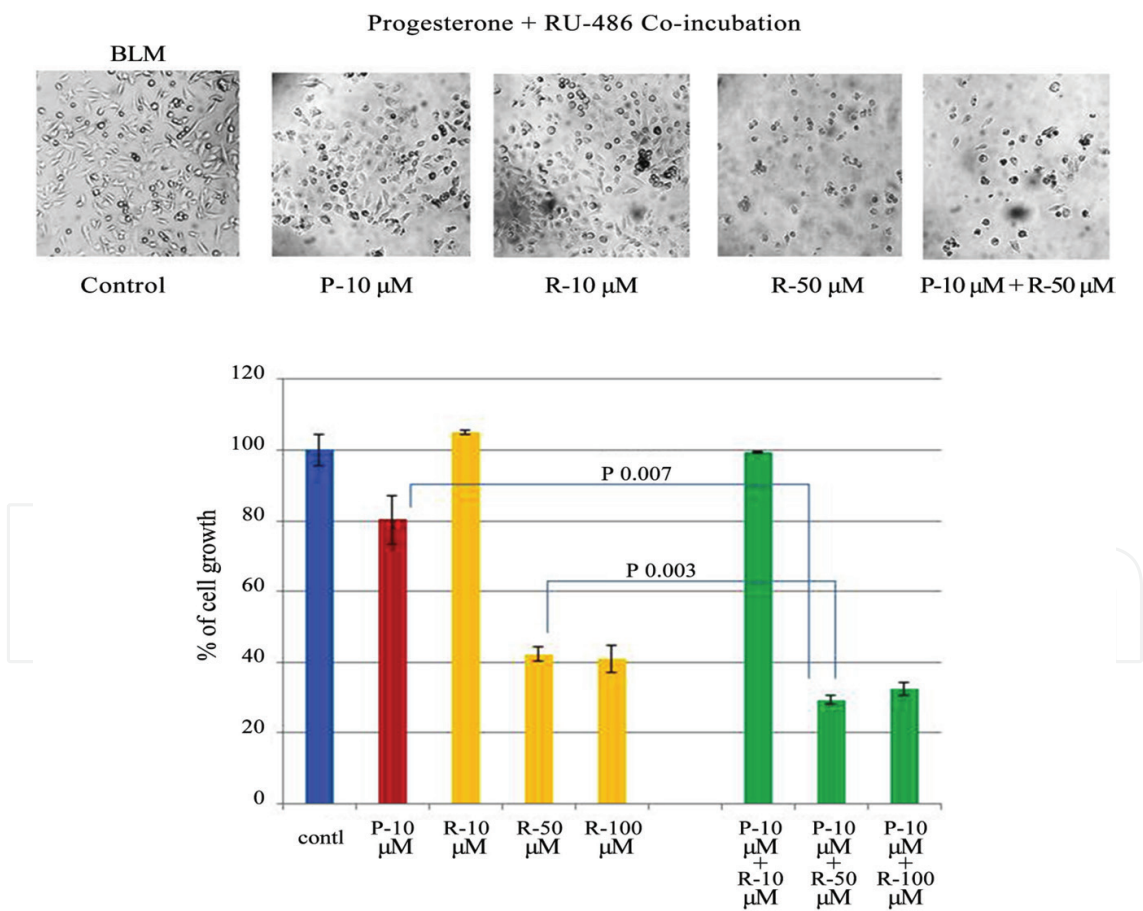 Progesterone + RU-486 Co-incubation
BLM
Control
P-10 μM
R-10 μM
R-50 μM
P-10 μM + R-50 μM
120
100
80
60
40
20
0
% of cell growth
P 0.007
P 0.003
contl
P-10
μM
R-10
μM
R-50
μM
R-100
μM
P-10
μM
+
R-10
μM
P-10
μM
+
R-50
μM
P-10
μM
+
R-100
μM